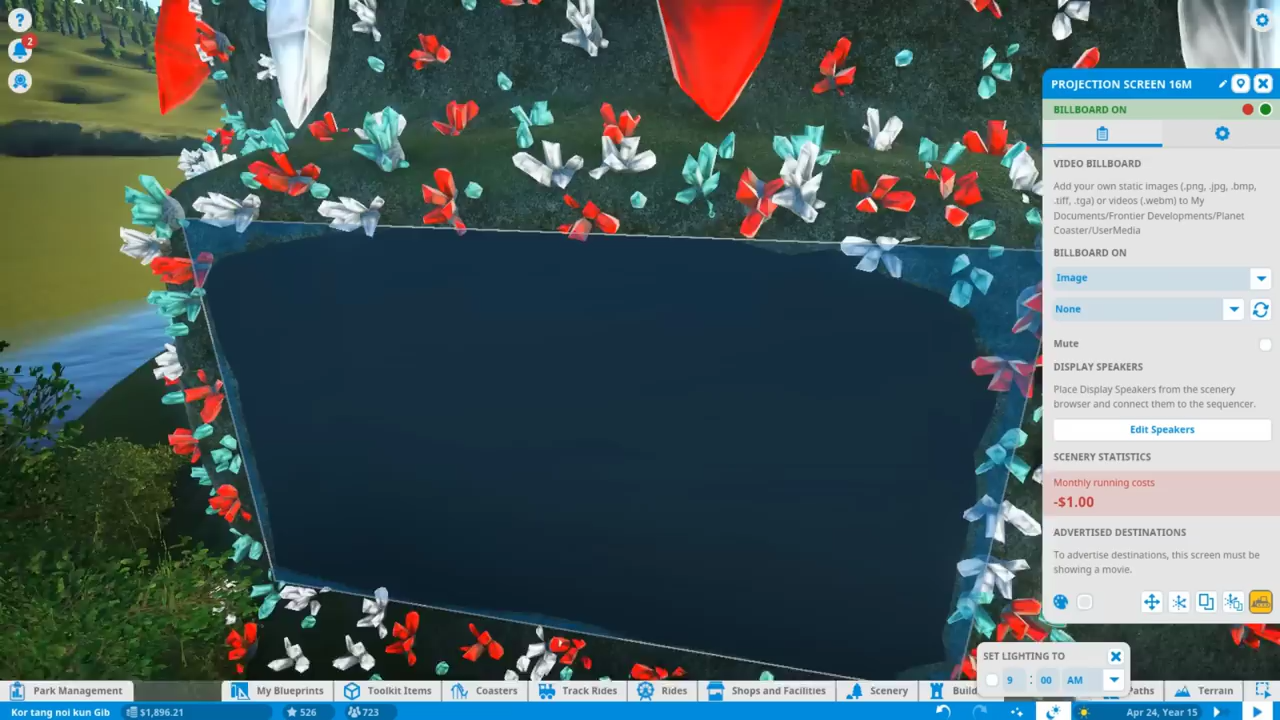 2
PROJECTION SCREEN 16M
BILLBOARD ON
VIDEO BILLBOARD
Add your own static images (.png, .jpg, .bmp,
.tiff, .tga) or videos (.webm) to My
Documents/Frontier Developments/Planet
Coaster/UserMedia
BILLBOARD ON
Image
None
Mute
DISPLAY SPEAKERS
Place Display Speakers from the scenery
browser and connect them to the sequencer.
Edit Speakers
SCENERY STATISTICS
Monthly running costs
-$1.00
ADVERTISED DESTINATIONS
To advertise destinations, this screen must be
showing a movie.
SET LIGHTING TO
9 : 00 AM
Park Management My Blueprints Toolkit Items Coasters Track Rides Rides Shops and Facilities Scenery Build Paths Terrain
Kor tang noi kun Gib $1,896.21 526 723 Apr 24, Year 15